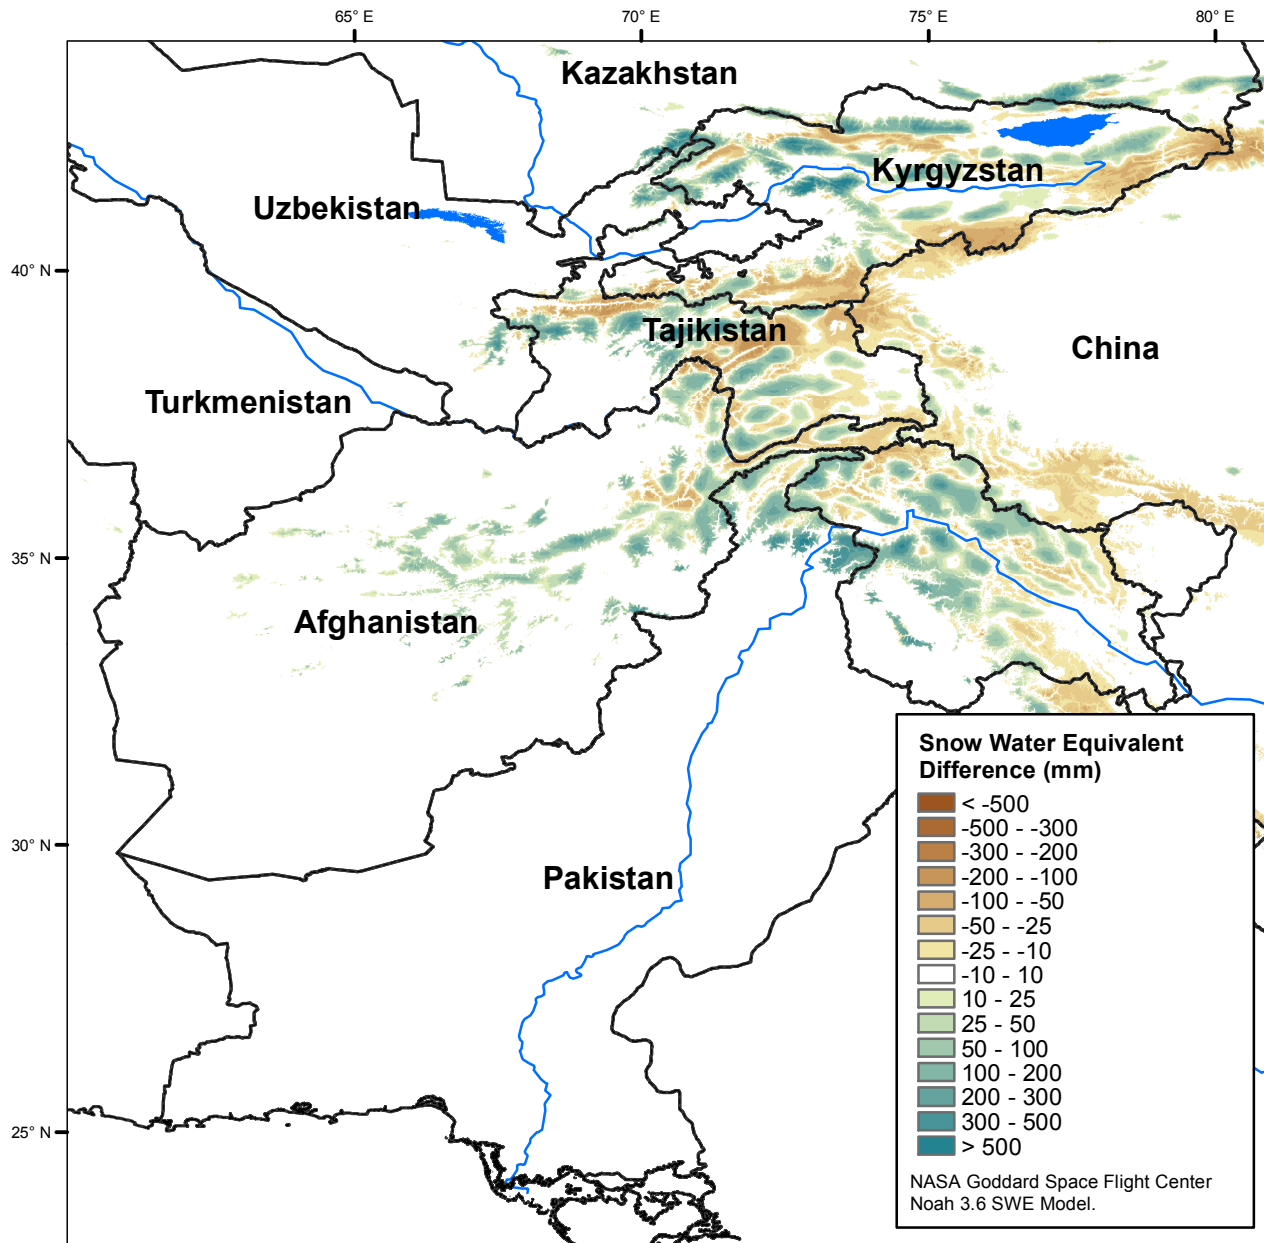 65° E
70° E
75° E
80° E
Kazakhstan
Kyrgyzstan
Uzbekistan
40° N
Tajikistan
China
Turkmenistan
35° N
Afghanistan
Snow Water Equivalent
Difference (mm)
< -500
-500 - -300
-300 - -200
-200 - -100
-100 - -50
-50 - -25
-25 - -10
-10 - 10
10 - 25
25 - 50
50 - 100
100 - 200
200 - 300
300 - 500
> 500
NASA Goddard Space Flight Center
Noah 3.6 SWE Model.
30° N
Pakistan
25° N